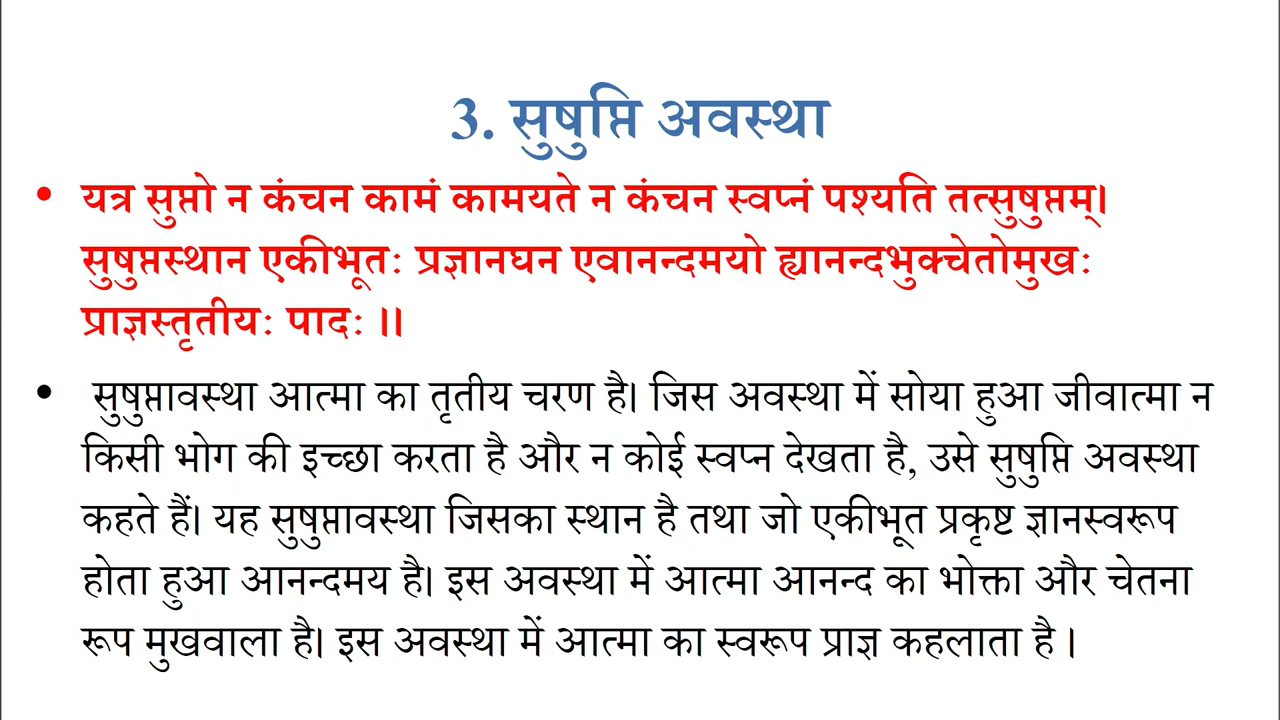 3. सुषुप्ति अवस्था
• यत्र सुप्तो न कंचन कामं कामयते न कंचन स्वप्नं पश्यति तत्सुषुप्तम्।
सुषुप्तस्थान एकीभूतः प्रज्ञानघन एवानन्दमयो ह्यानन्दभुक्चेतोमुखः
प्राज्ञस्तृतीयः पादः ।।
• सुषुप्तावस्था आत्मा का तृतीय चरण है। जिस अवस्था में सोया हुआ जीवात्मा न
किसी भोग की इच्छा करता है और न कोई स्वप्न देखता है, उसे सुषुप्ति अवस्था
कहते हैं। यह सुषुप्तावस्था जिसका स्थान है तथा जो एकीभूत प्रकृष्ट ज्ञानस्वरूप
होता हुआ आनन्दमय है। इस अवस्था में आत्मा आनन्द का भोक्ता और चेतना
रूप मुखवाला है। इस अवस्था में आत्मा का स्वरूप प्राज्ञ कहलाता है ।